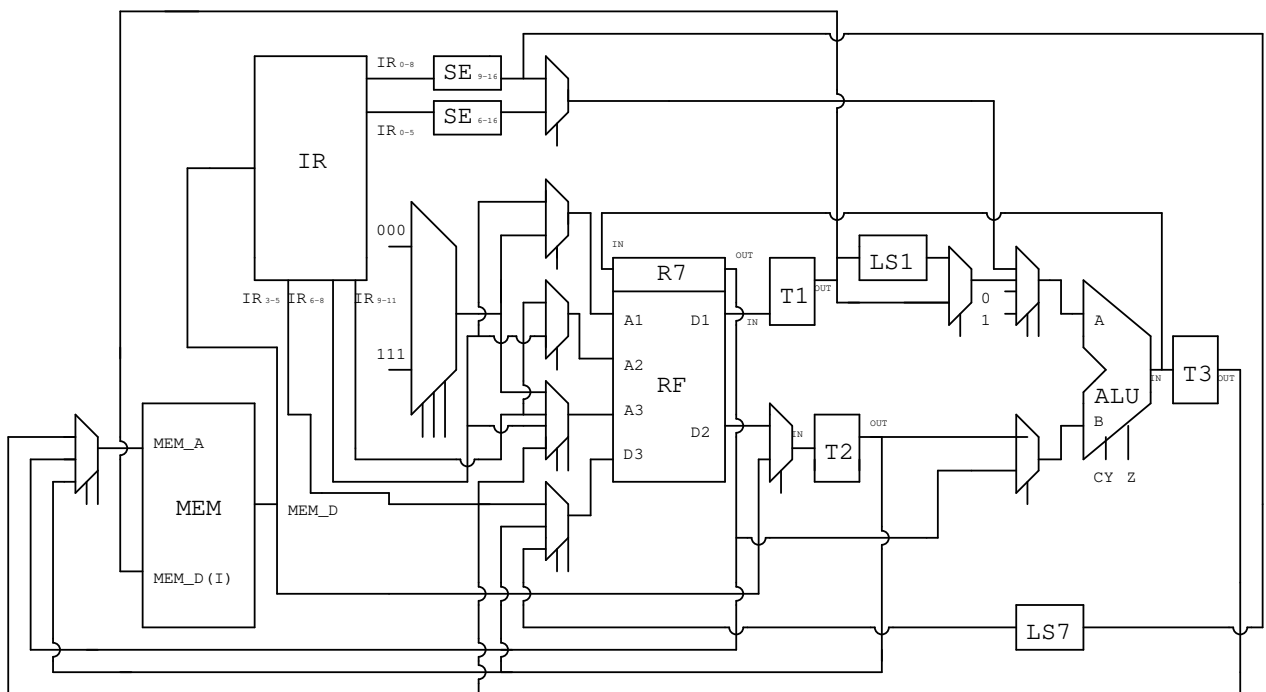 IR 0-8
SE 9-16
SE 6-16
IR 0-5
IR
000
IN
OUT
R7
LS1
T1
OUT
IR 3-5
IR 6-8
IR 9-11
0
1
A1
D1
IN
A
111
A2
RF
IN
T3
OUT
ALU
A3
D2
IN
OUT
B
MEM_A
D3
T2
CY
Z
MEM
MEM_D
MEM_D(I)
LS7